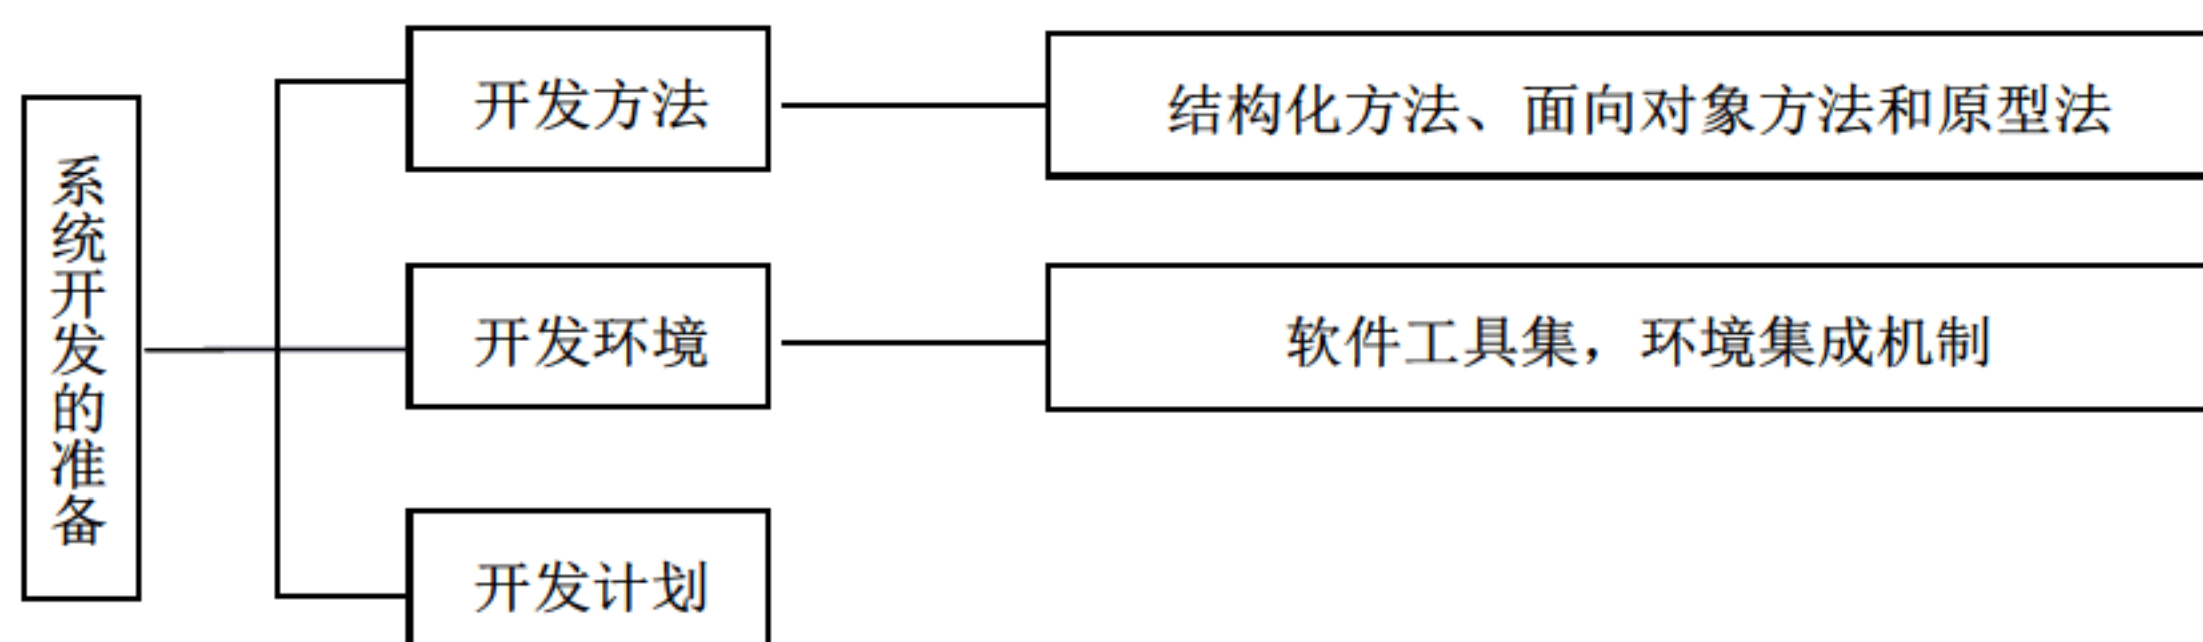 系统开发的准备
开发方法
结构化方法、面向对象方法和原型法
开发环境
软件工具集，环境集成机制
开发计划